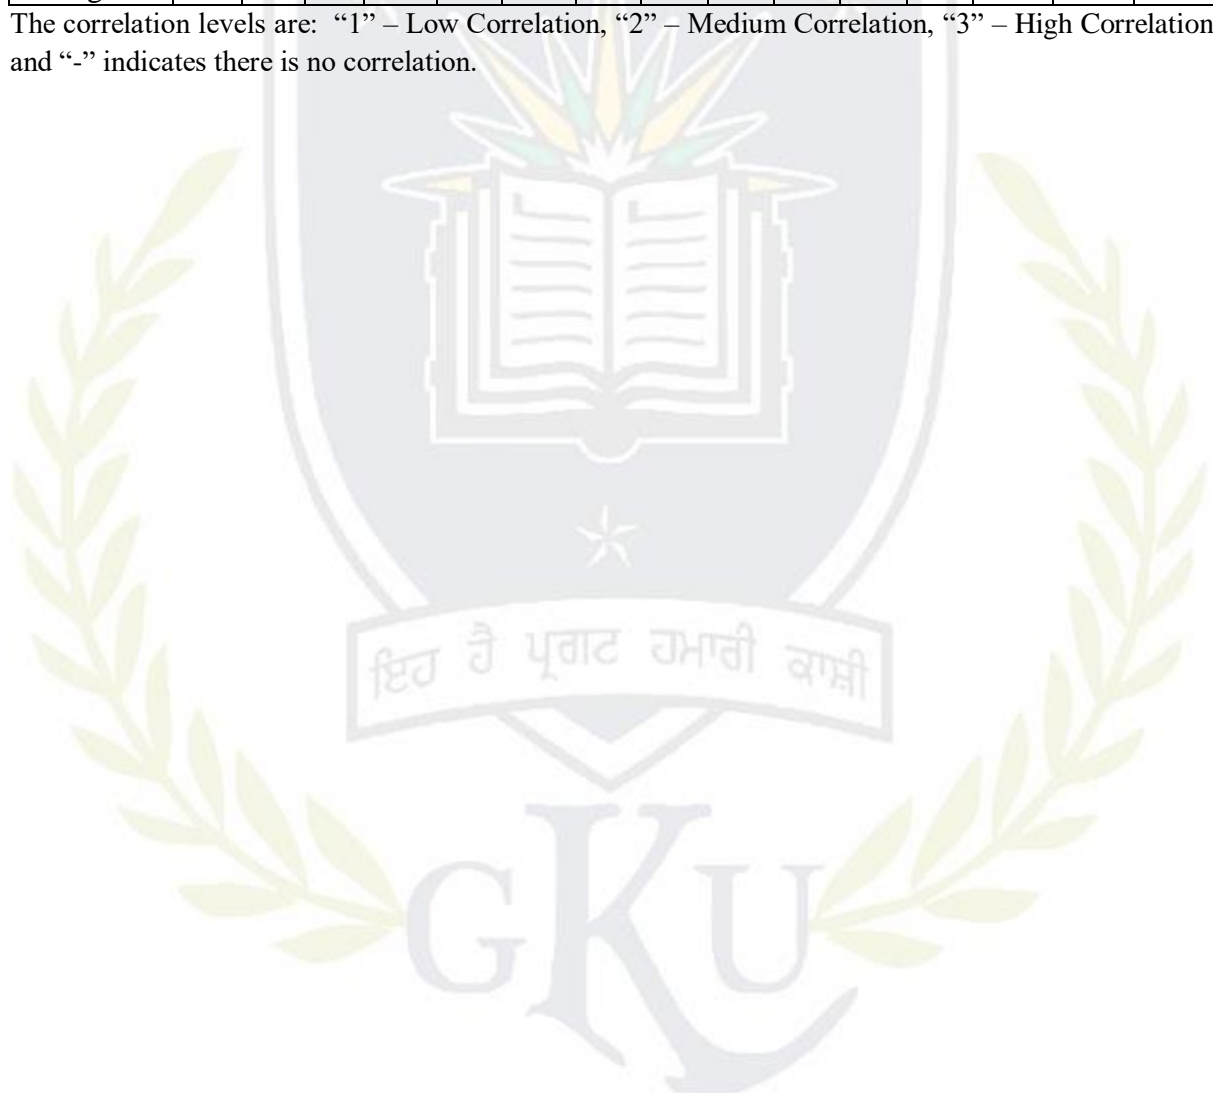 The correlation levels are: “1” – Low Correlation, “2” – Medium Correlation, “3” – High Correlation
and “-” indicates there is no correlation.
ਇਹ ਹੈ ਪ੍ਰਗਟ ਹਮਾਰੀ ਕਾਸ਼ੀ
GKU